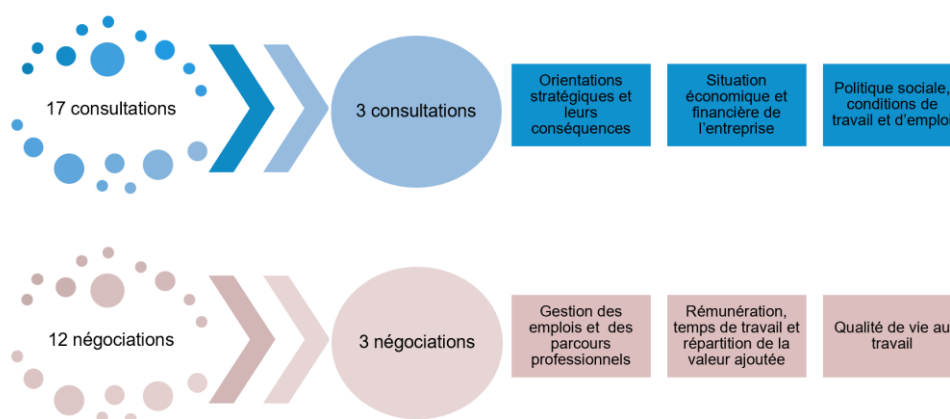 17 consultations
3 consultations
Orientations
stratégiques et
leurs
conséquences
Situation
économique et
financière de
l'entreprise
Politique sociale,
conditions de
travail et d'emploi
12 négociations
3 négociations
Gestion des
emplois et des
parcours
professionnels
Rémunération,
temps de travail et
répartition de la
valeur ajoutée
Qualité de vie au
travail